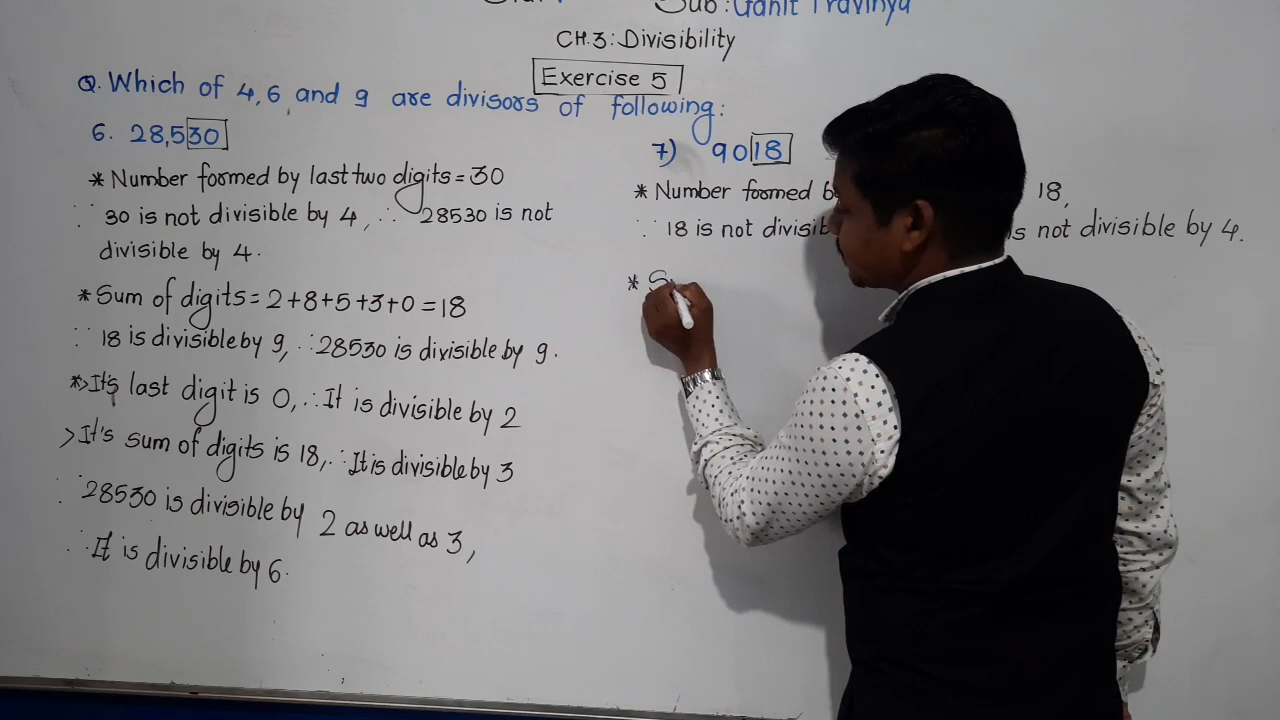 Sub: Ganit Pravinya
CH.3: Divisibility
Exercise 5
Q. Which of 4, 6, and 9 are divisors of following:
6. 28,530
* Number formed by last two digits = 30
∵ 30 is not divisible by 4, ∴ 28530 is not
divisible by 4.
* Sum of digits = 2+8+5+3+0 = 18
∵ 18 is divisible by 9, ∴ 28530 is divisible by 9.
*> It's last digit is 0, ∴ It is divisible by 2
> It's sum of digits is 18, ∴ It is divisible by 3
∵ 28530 is divisible by 2 as well as 3,
∴ It is divisible by 6.
7) 9018
* Number formed 18,
∵ 18 is not is not divisible by 4.
* S